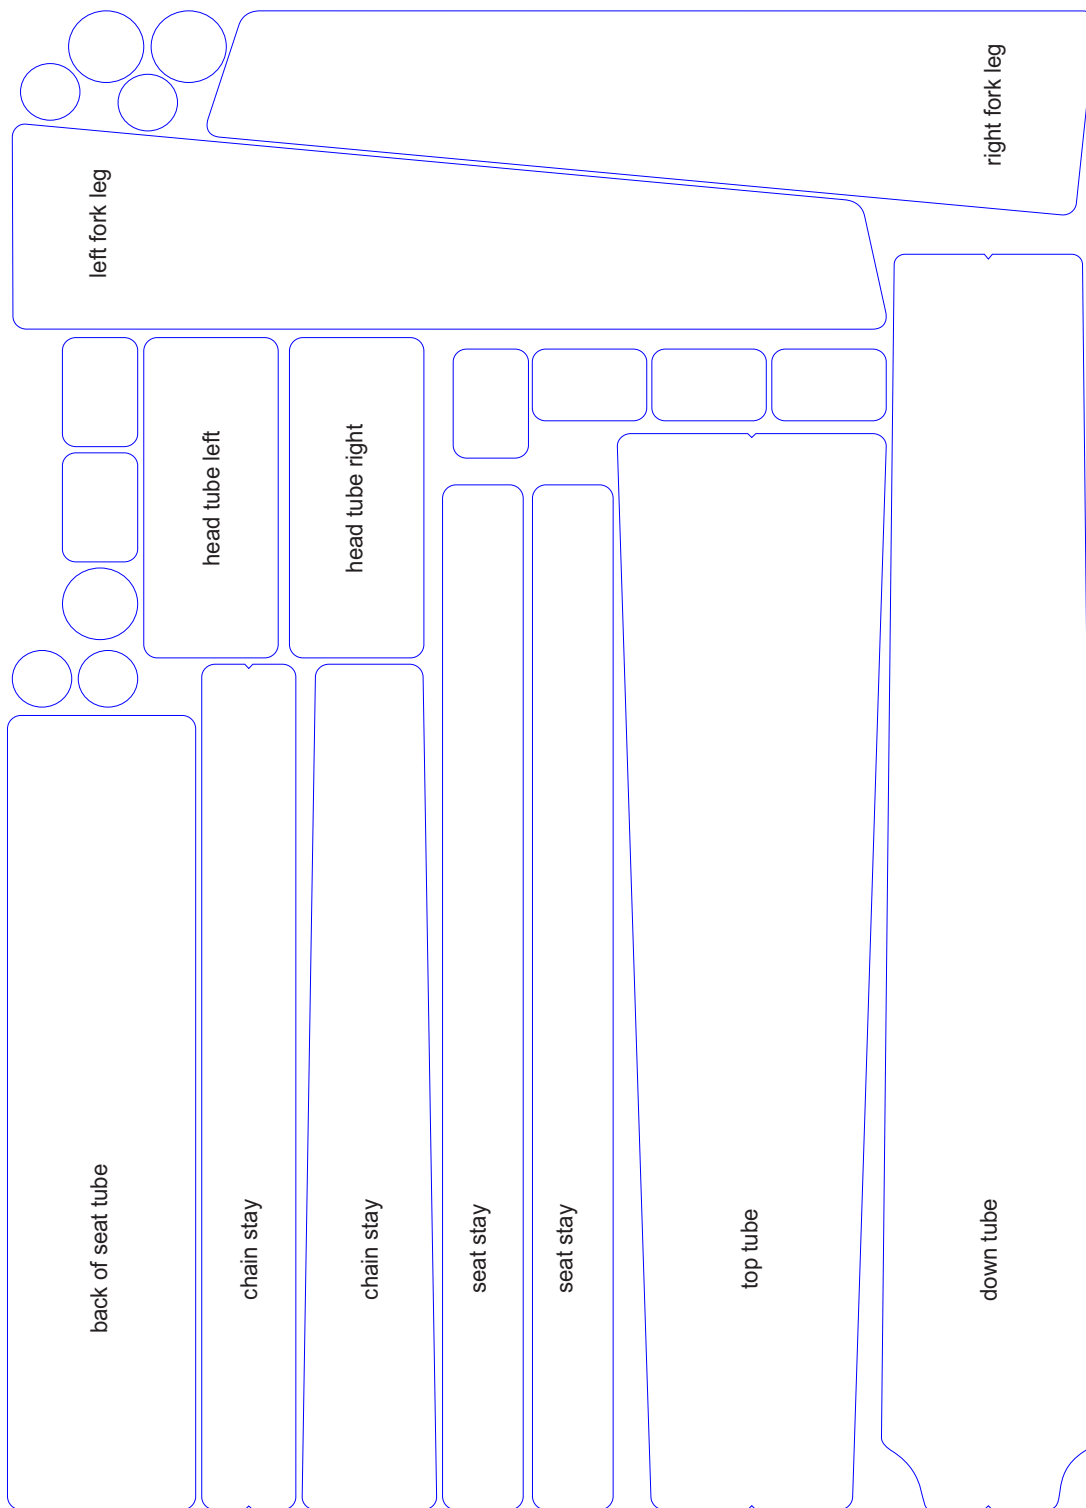 right fork leg
left fork leg
head tube left
head tube right
back of seat tube
chain stay
chain stay
seat stay
seat stay
top tube
down tube